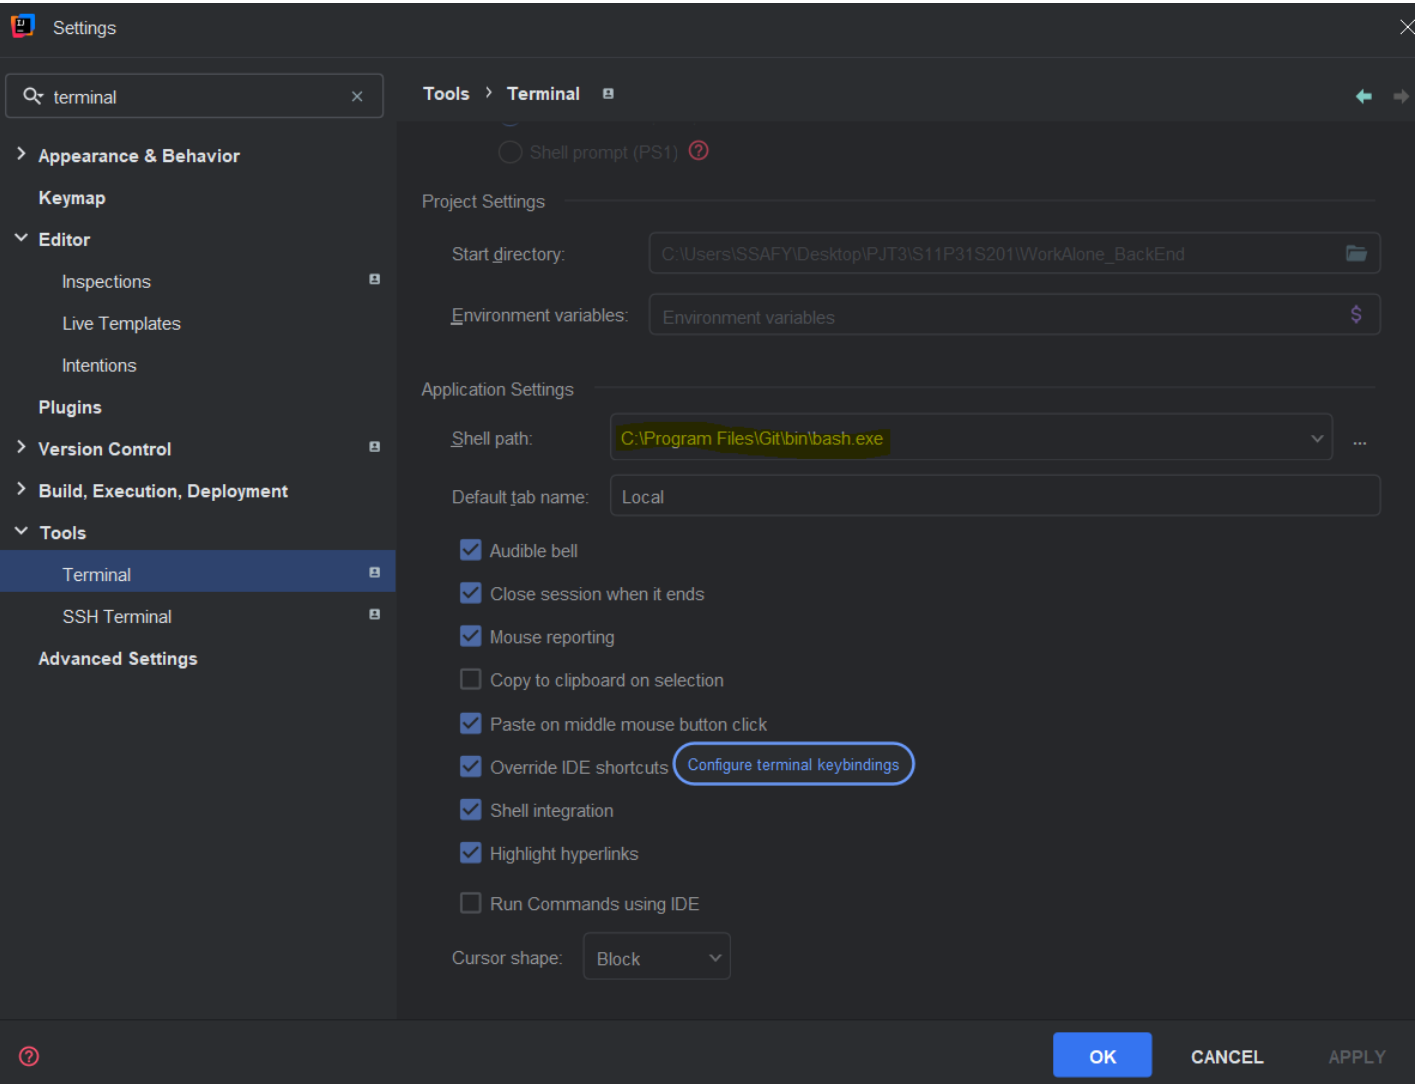 Settings
terminal
Tools > Terminal
Appearance & Behavior
Keymap
Editor
Inspections
Live Templates
Intentions
Plugins
Version Control
Build, Execution, Deployment
Tools
Terminal
SSH Terminal
Advanced Settings
Shell prompt (PS1)
Project Settings
Start directory: C:\Users\SSAFY\Desktop\PJT3\S11P31S201\WorkAlone_BackEnd
Environment variables: Environment variables
Application Settings
Shell path: C:\Program Files\Git\bin\bash.exe
Default tab name: Local
Audible bell
Close session when it ends
Mouse reporting
Copy to clipboard on selection
Paste on middle mouse button click
Override IDE shortcuts Configure terminal keybindings
Shell integration
Highlight hyperlinks
Run Commands using IDE
Cursor shape: Block
OK CANCEL APPLY